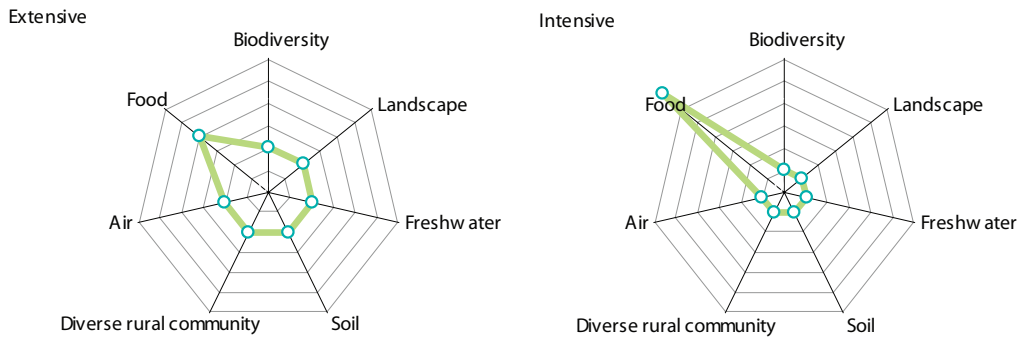 Extensive
Biodiversity
Food
Landscape
Air
Freshw ater
Diverse rural community
Soil
Intensive
Biodiversity
Food
Landscape
Air
Freshw ater
Diverse rural community
Soil